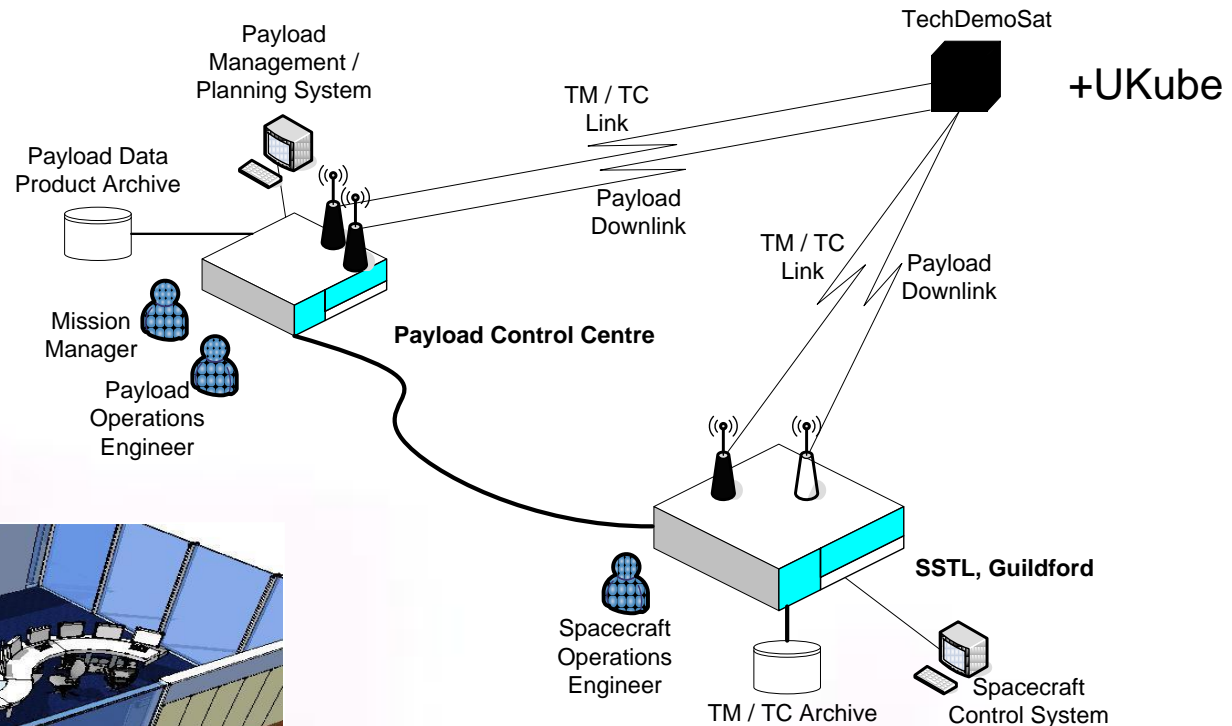 TechDemoSat
+UKube
Payload
Management /
Planning System
TM / TC
Link
Payload Data
Product Archive
Payload
Downlink
TM / TC
Link
Payload
Downlink
Mission
Manager
Payload Control Centre
Payload
Operations
Engineer
SSTL, Guildford
Spacecraft
Operations
Engineer
TM / TC Archive
Spacecraft
Control System